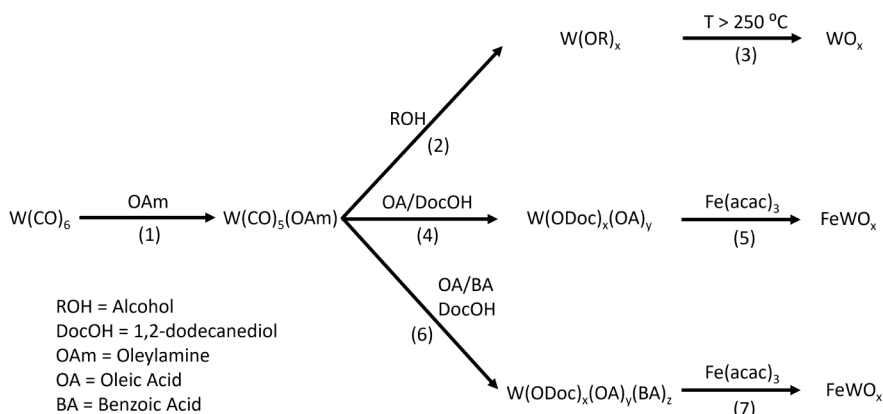 W(OR)ₓ
T > 250 ⁰C
(3)
WOₓ
ROH
(2)
W(CO)₆
OAm
(1)
W(CO)₅(OAm)
OA/DocOH
(4)
W(ODoc)ₓ(OA)ᵧ
Fe(acac)₃
(5)
FeWOₓ
OA/BA
DocOH
(6)
ROH = Alcohol
DocOH = 1,2-dodecanediol
OAm = Oleylamine
OA = Oleic Acid
BA = Benzoic Acid
W(ODoc)ₓ(OA)ᵧ(BA)z
Fe(acac)₃
(7)
FeWOₓ